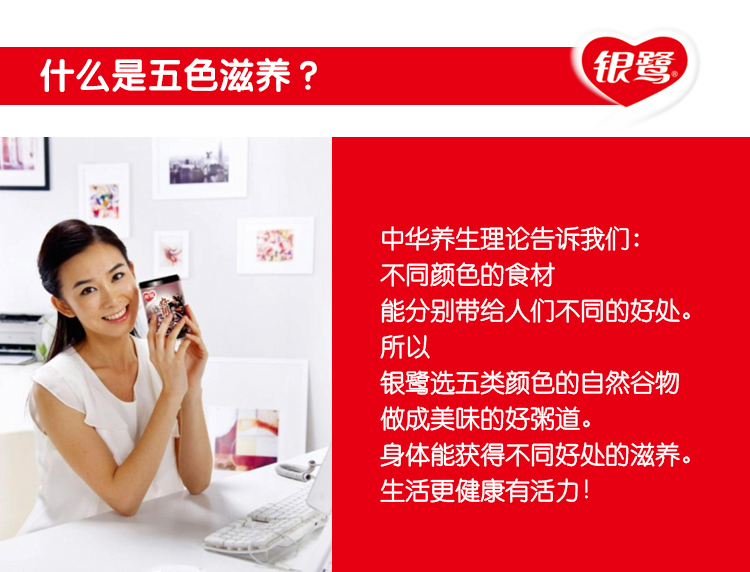 什么是五色滋养？
银鹭®
中华养生理论告诉我们：
不同颜色的食材
能分别带给人们不同的好处。
所以
银鹭选五类颜色的自然谷物
做成美味的好粥道。
身体能获得不同好处的滋养。
生活更健康有活力！